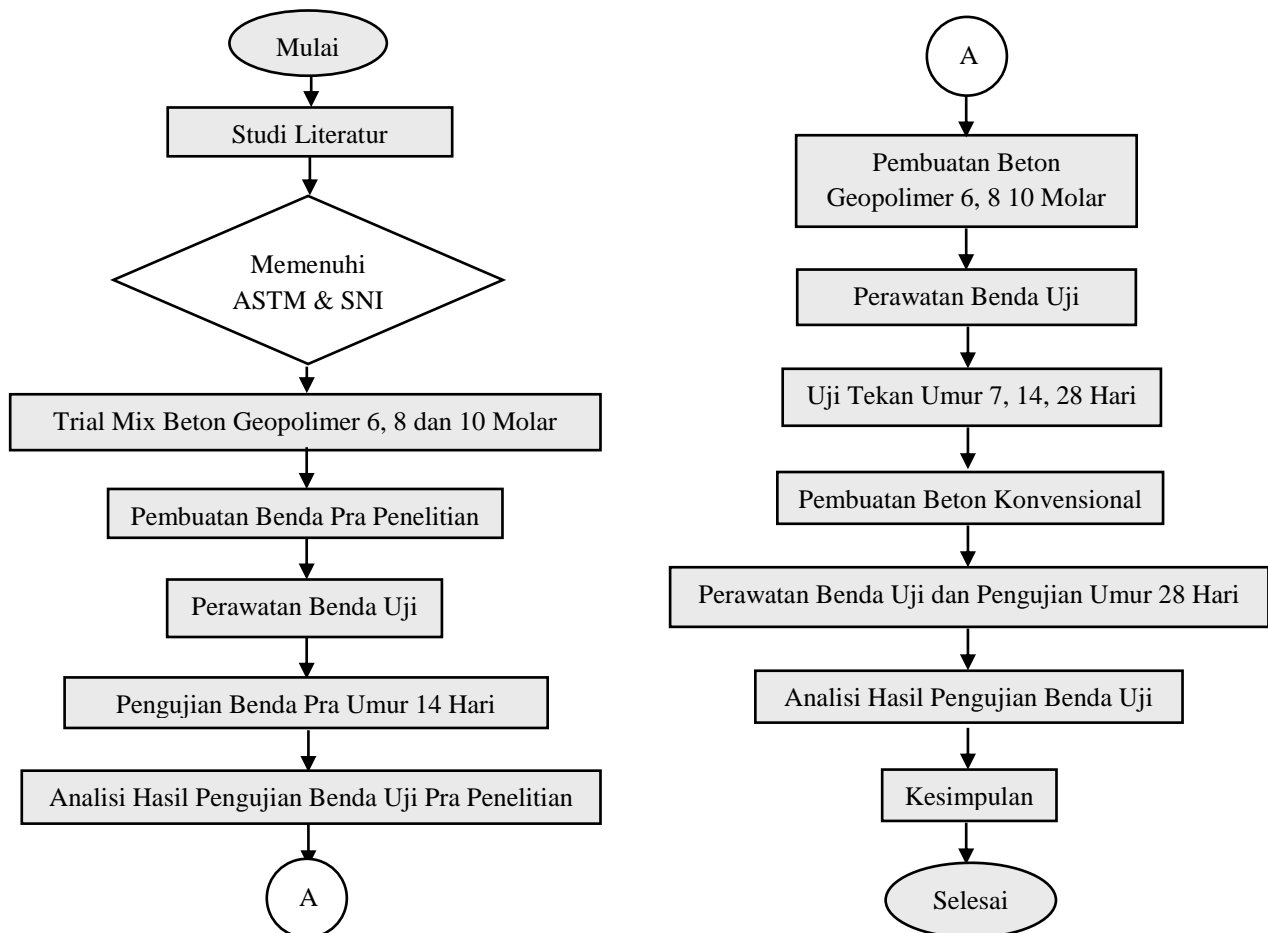 Mulai
Studi Literatur
Memenuhi
ASTM & SNI
Trial Mix Beton Geopolimer 6, 8 dan 10 Molar
Pembuatan Benda Pra Penelitian
Perawatan Benda Uji
Pengujian Benda Pra Umur 14 Hari
Analisi Hasil Pengujian Benda Uji Pra Penelitian
A
A
Pembuatan Beton
Geopolimer 6, 8 10 Molar
Perawatan Benda Uji
Uji Tekan Umur 7, 14, 28 Hari
Pembuatan Beton Konvensional
Perawatan Benda Uji dan Pengujian Umur 28 Hari
Analisi Hasil Pengujian Benda Uji
Kesimpulan
Selesai